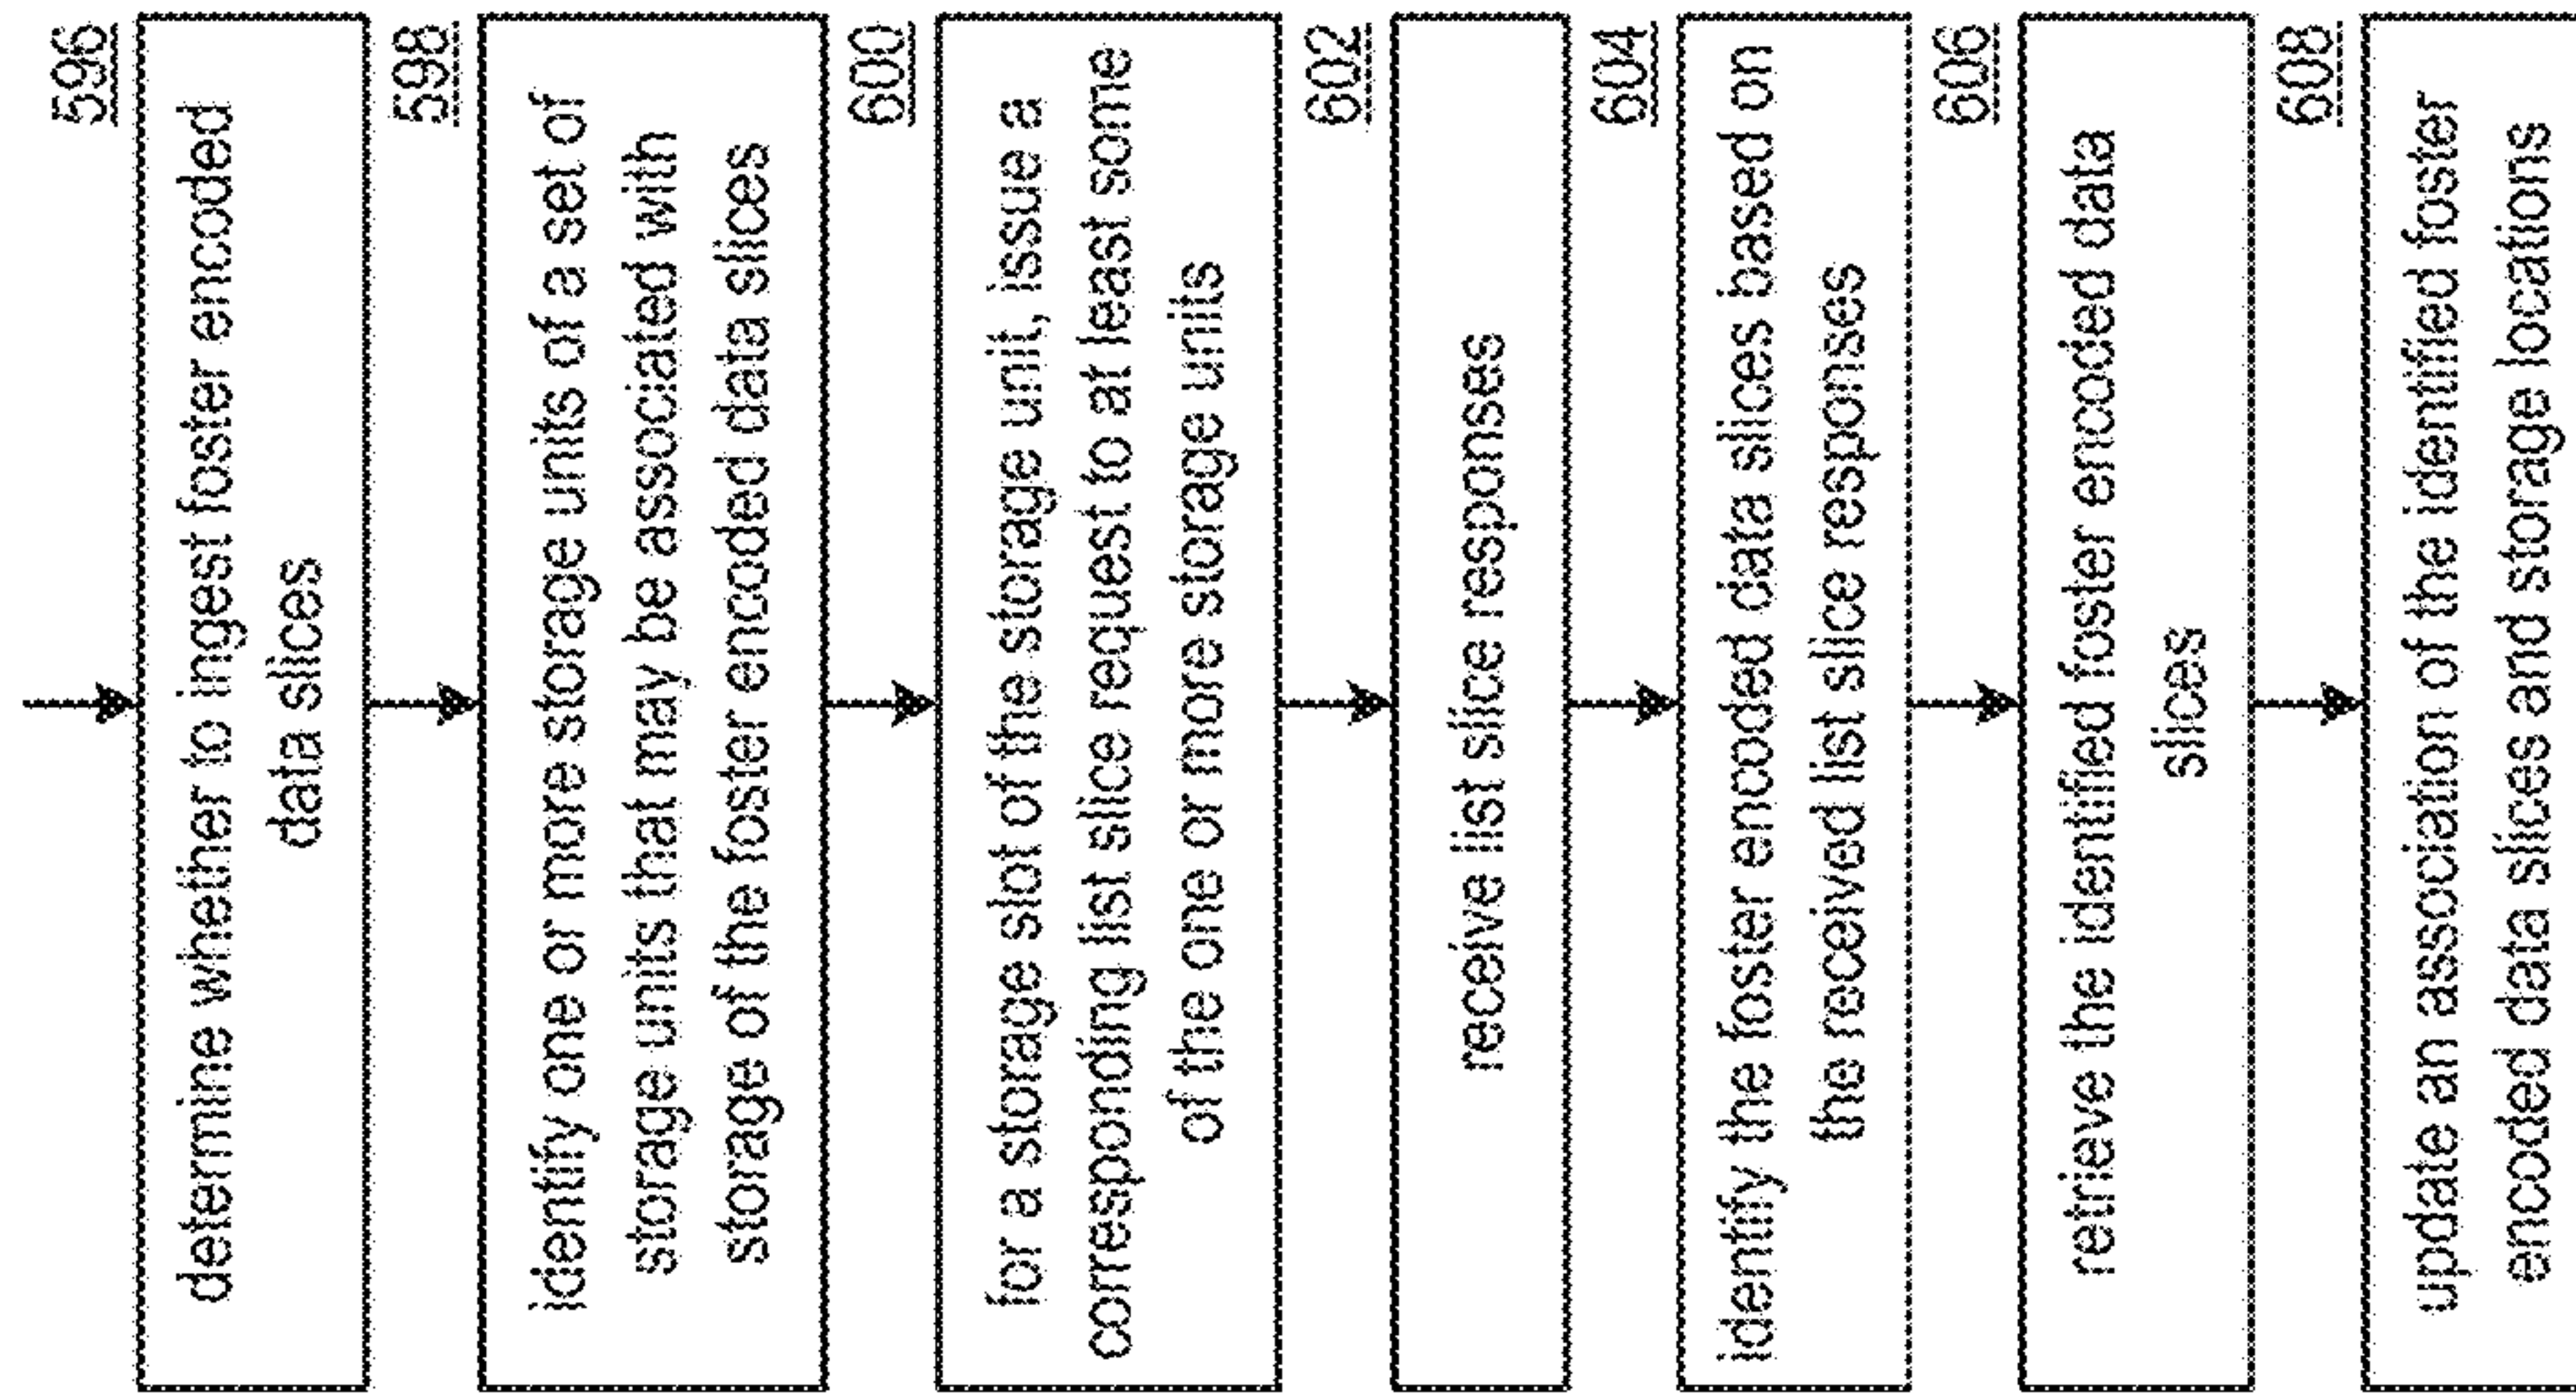 596
determine whether to ingest foster encoded
data slices
598
identify one or more storage units of a set of
storage units that may be associated with
storage of the foster encoded data slices
600
for a storage slot of the storage unit, issue a
corresponding list slice request to at least some
of the one or more storage units
602
receive list slice responses
604
identify the foster encoded data slices based on
the received list slice responses
606
retrieve the identified foster encoded data
slices
608
update an association of the identified foster
encoded data slices and storage locations